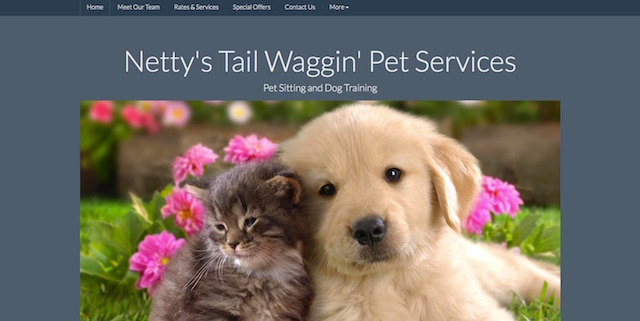 Home Meet Our Team Rates & Services Special Offers Contact Us More
Netty's Tail Waggin' Pet Services
Pet Sitting and Dog Training